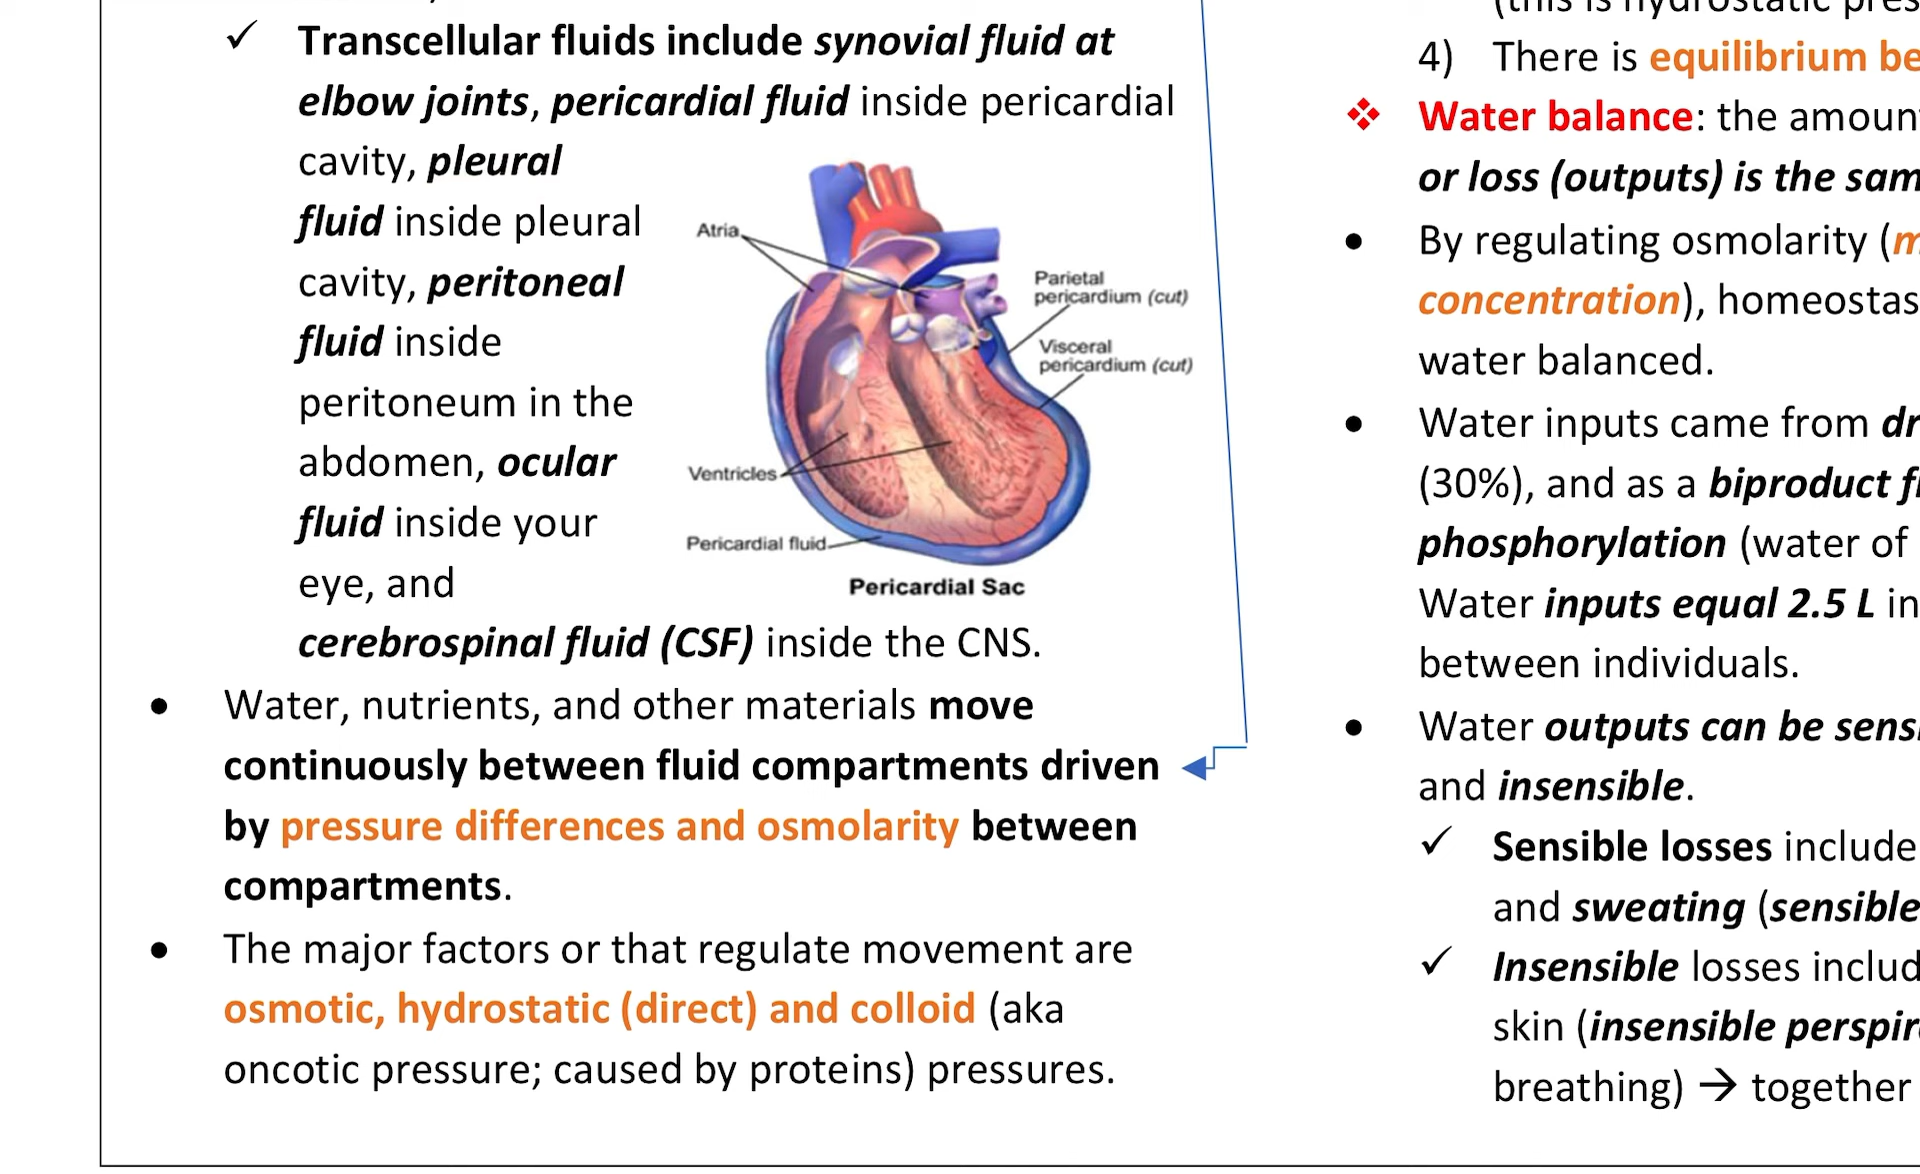 ✓ Transcellular fluids include synovial fluid at
elbow joints, pericardial fluid inside pericardial
cavity, pleural
fluid inside pleural
cavity, peritoneal
fluid inside
peritoneum in the
abdomen, ocular
fluid inside your
eye, and
cerebrospinal fluid (CSF) inside the CNS.
Atria
Parietal
pericardium (cut)
Visceral
pericardium (cut)
Ventricles
Pericardial fluid
Pericardial Sac
• Water, nutrients, and other materials move
continuously between fluid compartments driven
by pressure differences and osmolarity between
compartments.
• The major factors or that regulate movement are
osmotic, hydrostatic (direct) and colloid (aka
oncotic pressure; caused by proteins) pressures.
(this is hydrostatic pres
4) There is equilibrium be
❖ Water balance: the amoun
or loss (outputs) is the sam
• By regulating osmolarity (m
concentration), homeostas
water balanced.
• Water inputs came from dr
(30%), and as a biproduct f
phosphorylation (water of
Water inputs equal 2.5 L in
between individuals.
• Water outputs can be sensi
and insensible.
✓ Sensible losses include
and sweating (sensible
✓ Insensible losses includ
skin (insensible perspir
breathing) → together